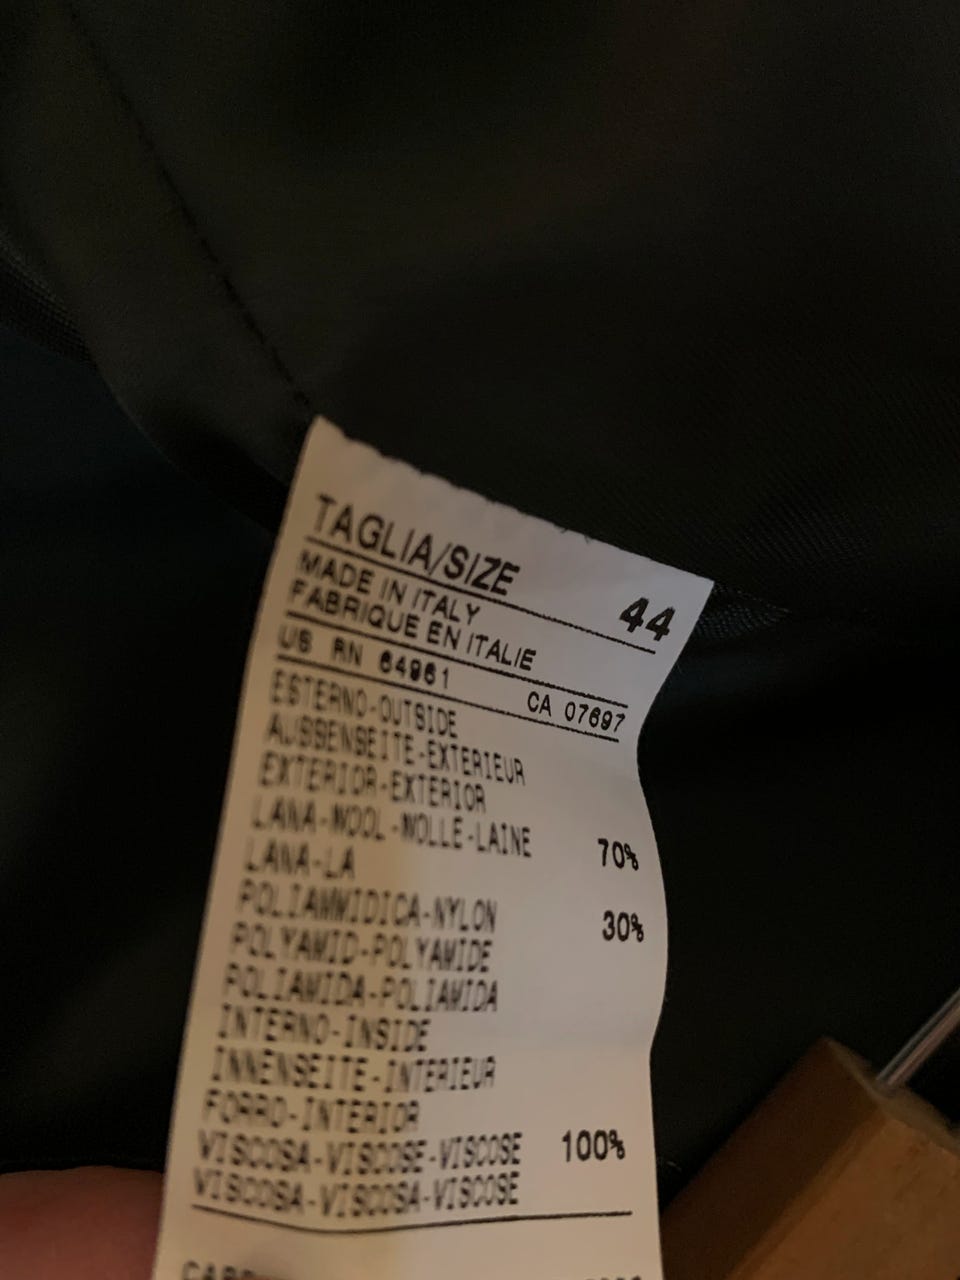 TAGLIA/SIZE 44
MADE IN ITALY
FABRIQUE EN ITALIE
US RN 64961 CA 07697
ESTERNO-OUTSIDE
AUSSENSEITE-EXTERIEUR
EXTERIOR-EXTERIOR
LANA-WOOL-WOLLE-LAINE 70%
LANA-LA
POLIAMMIDICA-NYLON 30%
POLYAMID-POLYAMIDE
POLIAMIDA-POLIAMIDA
INTERNO-INSIDE
INNENSEITE-INTERIEUR
FORRO-INTERIOR
VISCOSA-VISCOSE-VISCOSE 100%
VISCOSA-VISCOSA-VISCOSE